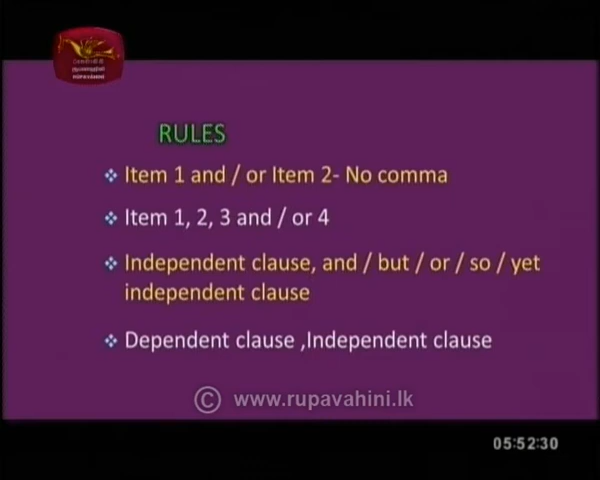 RUPAVAHINI
RULES
❖ Item 1 and / or Item 2- No comma
❖ Item 1, 2, 3 and / or 4
❖ Independent clause, and / but / or / so / yet
independent clause
❖ Dependent clause ,Independent clause
© www.rupavahini.lk
05:52:30